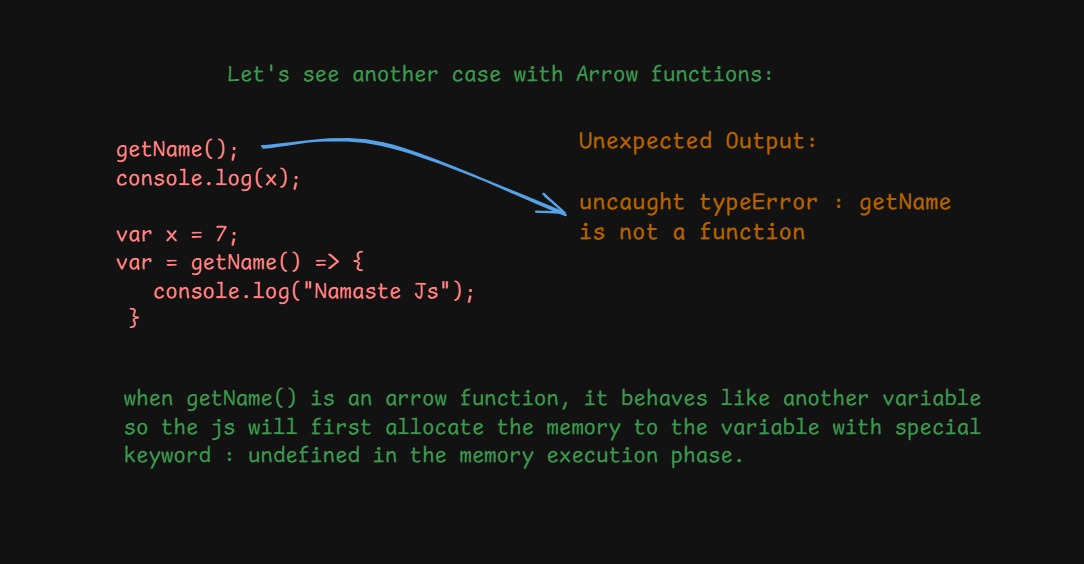 Let's see another case with Arrow functions:
getName();
console.log(x);
var x = 7;
var = getName() => {
console.log("Namaste Js");
}
Unexpected Output:
uncaught typeError : getName
is not a function
when getName() is an arrow function, it behaves like another variable
so the js will first allocate the memory to the variable with special
keyword : undefined in the memory execution phase.